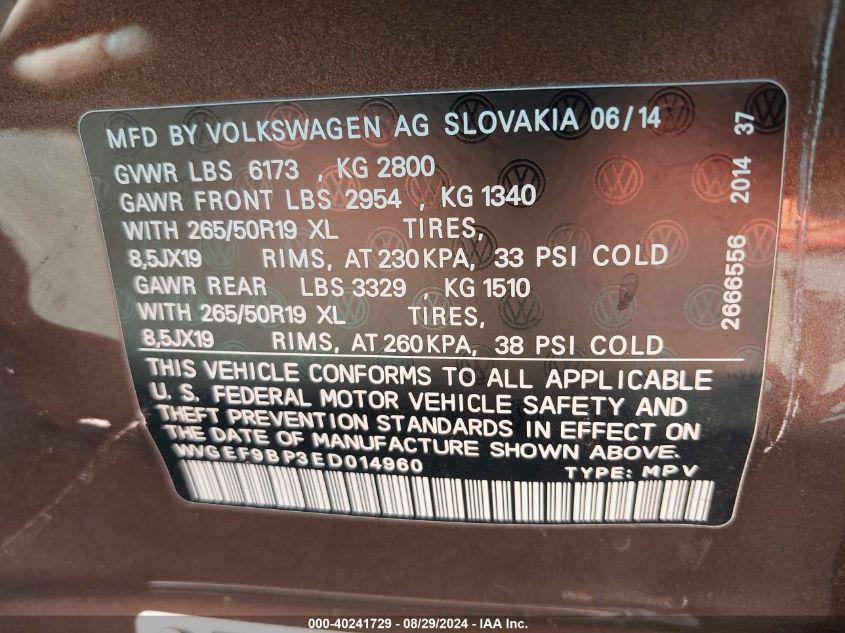 MFD BY VOLKSWAGEN AG SLOVAKIA 06/14
GVWR LBS 6173 , KG 2800
GAWR FRONT LBS 2954 , KG 1340
WITH 265/50R19 XL TIRES,
8,5JX19 RIMS, AT 230 KPA, 33 PSI COLD
GAWR REAR LBS 3329 , KG 1510
WITH 265/50R19 XL TIRES,
8,5JX19 RIMS, AT 260 KPA, 38 PSI COLD
THIS VEHICLE CONFORMS TO ALL APPLICABLE
U. S. FEDERAL MOTOR VEHICLE SAFETY AND
THEFT PREVENTION STANDARDS IN EFFECT ON
THE DATE OF MANUFACTURE SHOWN ABOVE.
WVGEF9BP3ED014960
TYPE: MPV
2666556 2014 37
000-40241729 - 08/29/2024 - IAA Inc.